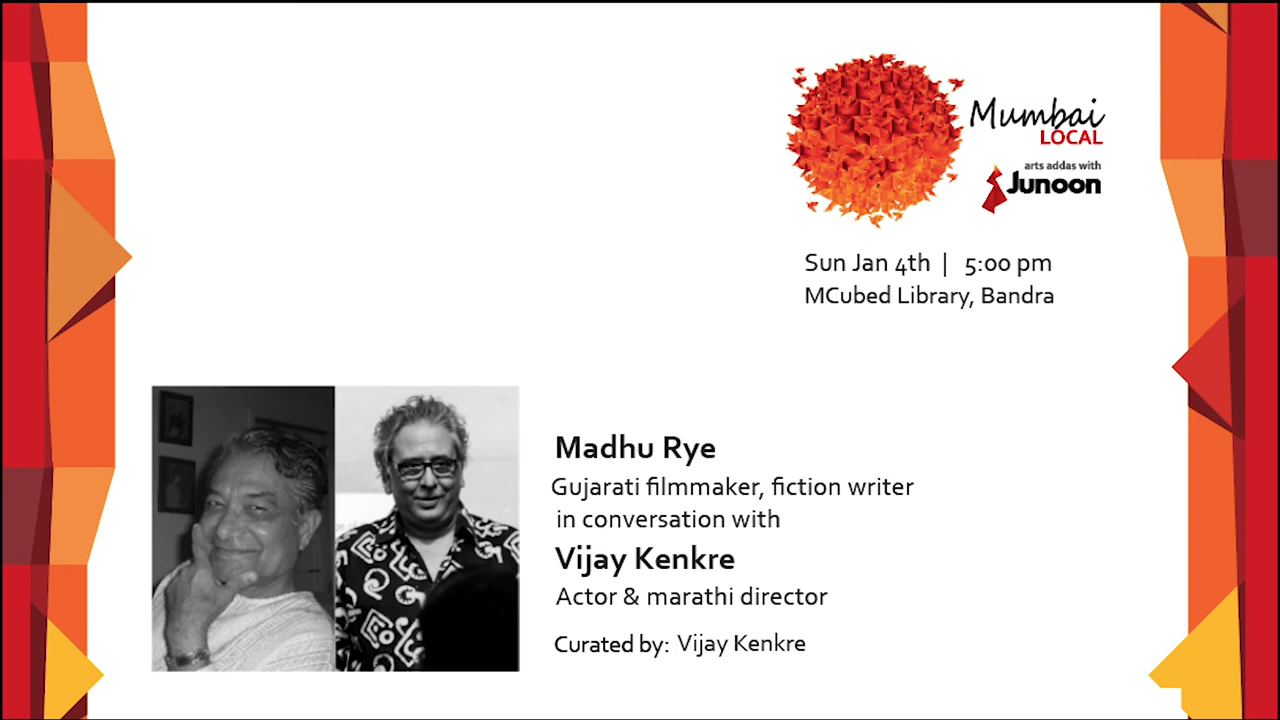 Mumbai
LOCAL
arts addas with
Junoon
Sun Jan 4th | 5:00 pm
MCubed Library, Bandra
Madhu Rye
Gujarati filmmaker, fiction writer
in conversation with
Vijay Kenkre
Actor & marathi director
Curated by: Vijay Kenkre